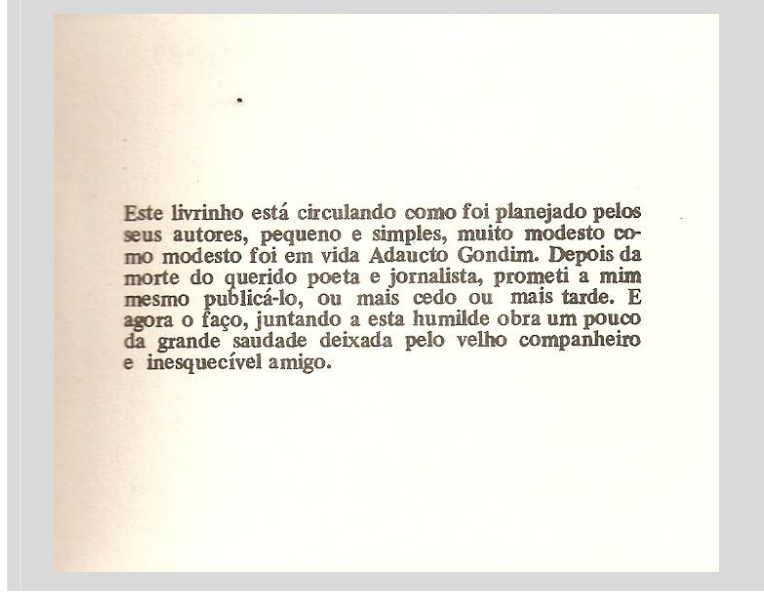 Este livrinho está circulando como foi planejado pelos
seus autores, pequeno e simples, muito modesto co-
mo modesto foi em vida Adaucto Gondim. Depois da
morte do querido poeta e jornalista, prometi a mim
mesmo publicá-lo, ou mais cedo ou mais tarde. E
agora o faço, juntando a esta humilde obra um pouco
da grande saudade deixada pelo velho companheiro
e inesquecível amigo.